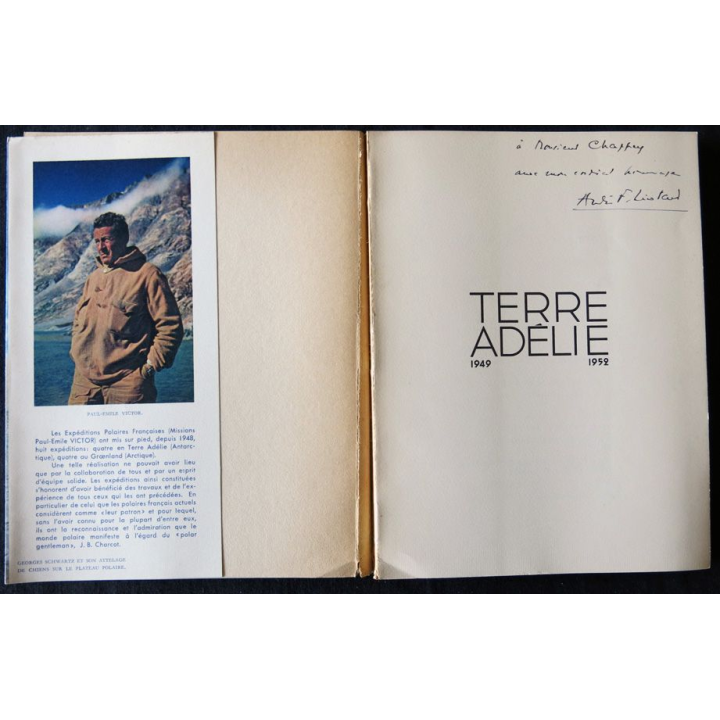 PAUL-EMILE VICTOR.
Les Expéditions Polaires Françaises (Missions
Paul-Emile VICTOR) ont mis sur pied, depuis 1948,
huit expéditions: quatre en Terre Adélie (Antarc-
tique), quatre au Grœnland (Arctique).
Une telle réalisation ne pouvait avoir lieu
que par la collaboration de tous et par un esprit
d'équipe solide. Les expéditions ainsi constituées
s'honorent d'avoir bénéficié des travaux et de l'ex-
périence de tous ceux qui les ont précédées. En
particulier de celui que les polaires français actuels
considèrent comme «leur patron» et pour lequel,
sans l'avoir connu pour la plupart d'entre eux,
ils ont la reconnaissance et l'admiration que le
monde polaire manifeste à l'égard du «polar
gentleman», J. B. Charcot.
GEORGES SCHWARTZ ET SON ATTELAGE
DE CHIENS SUR LE PLATEAU POLAIRE.
à Monsieur
avec mon cordial hommage
André F. Liotard
TERRE
ADÉLIE
1949 1952